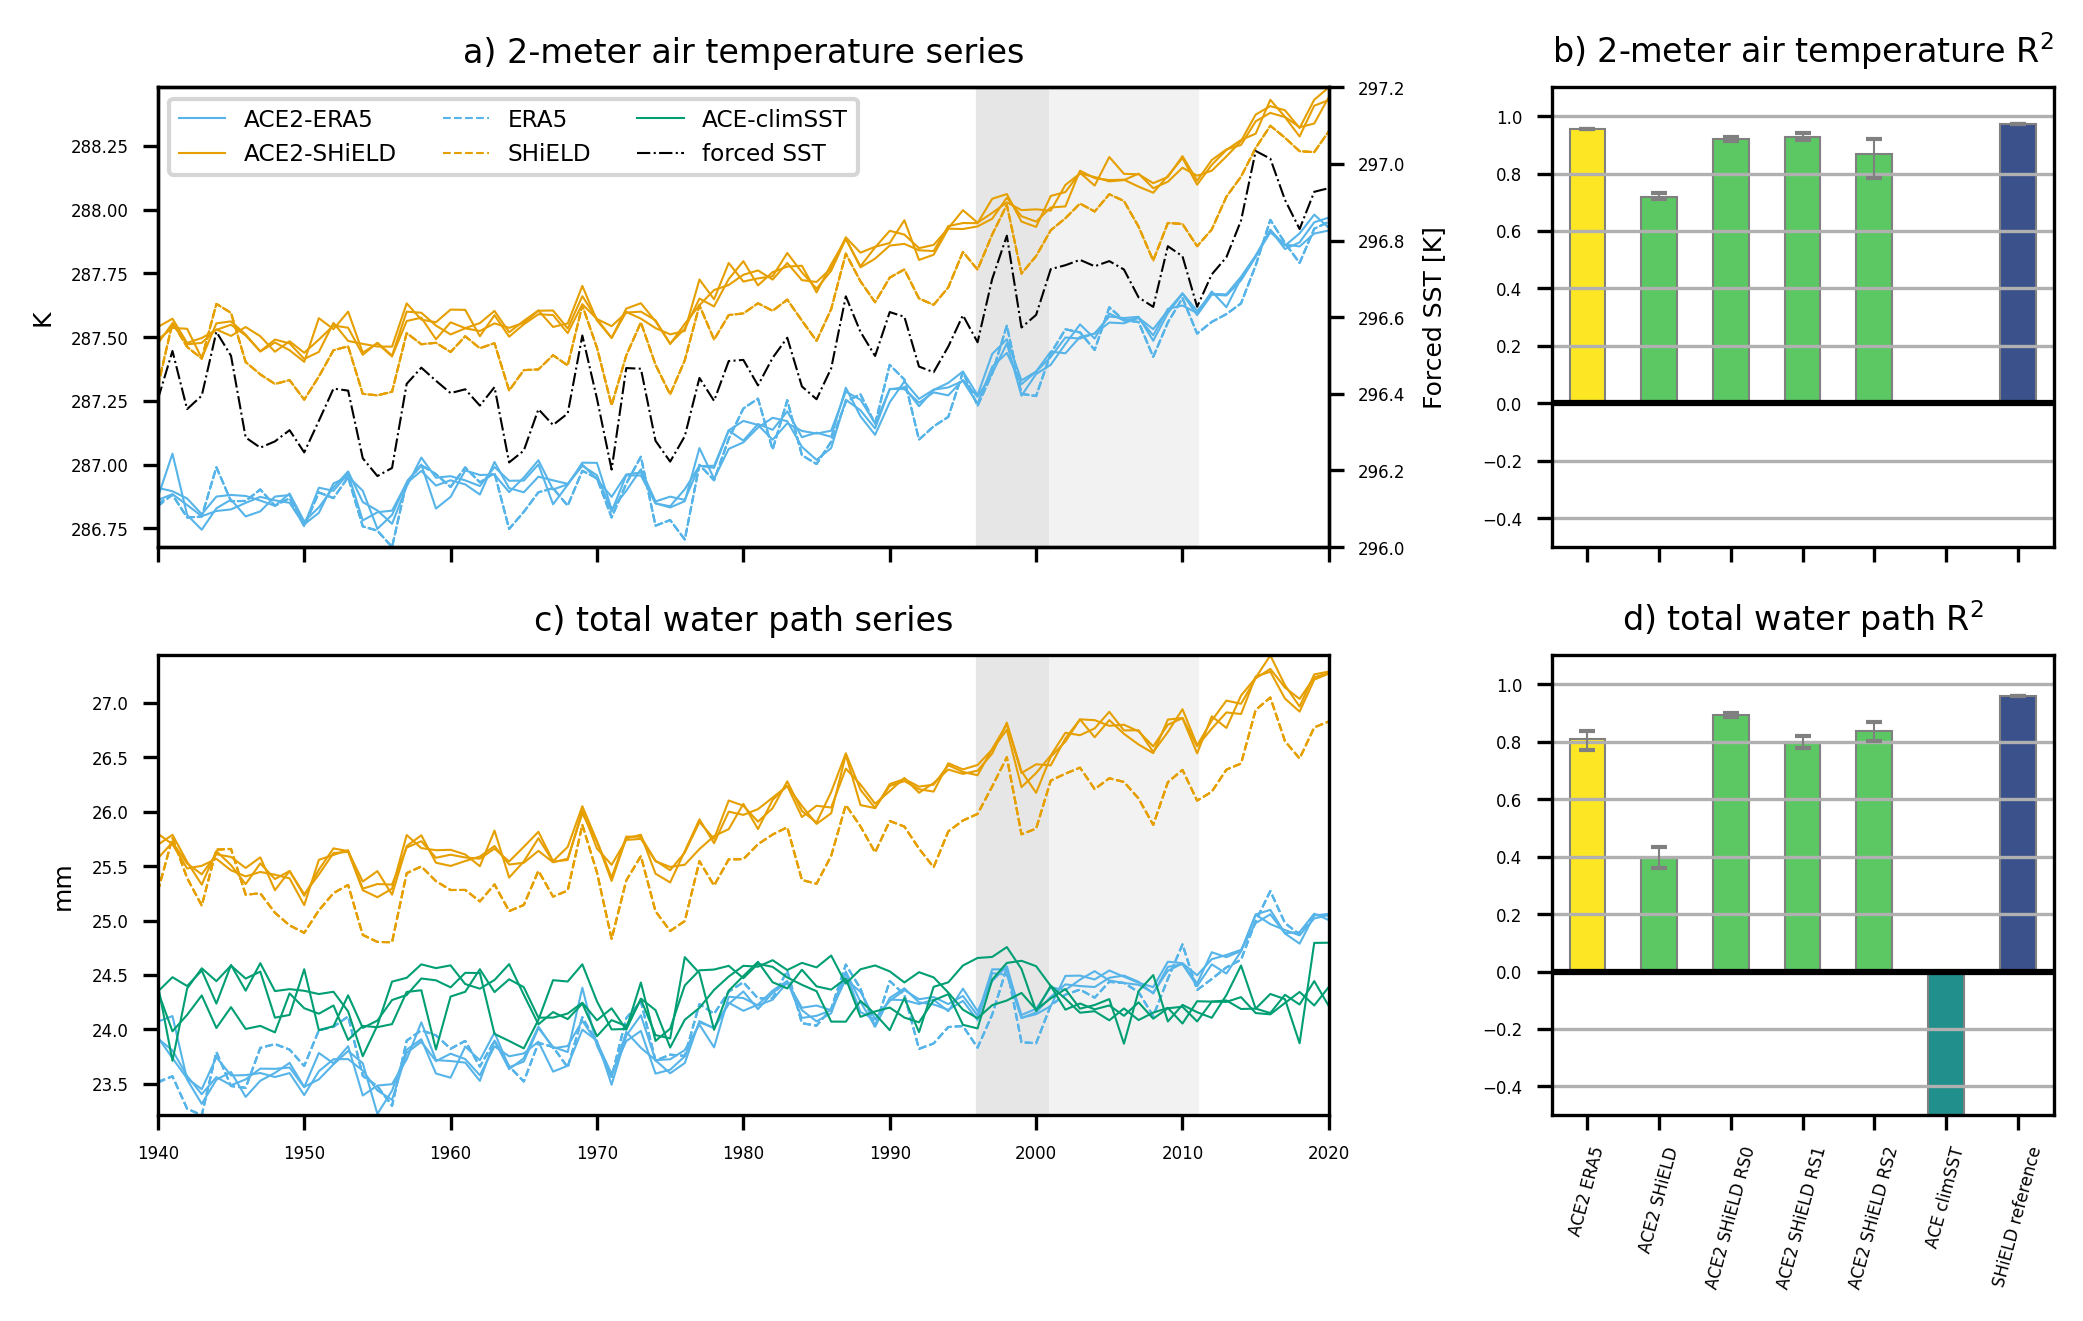 a) 2-meter air temperature series
b) 2-meter air temperature R²
ACE2-ERA5
ACE2-SHiELD
ERA5
SHiELD
ACE-climSST
forced SST
K
288.25
288.00
287.75
287.50
287.25
287.00
286.75
297.2
297.0
296.8
296.6
296.4
296.2
296.0
Forced SST [K]
1.0
0.8
0.6
0.4
0.2
0.0
−0.2
−0.4
c) total water path series
d) total water path R²
mm
27.0
26.5
26.0
25.5
25.0
24.5
24.0
23.5
1940 1950 1960 1970 1980 1990 2000 2010 2020
1.0
0.8
0.6
0.4
0.2
0.0
−0.2
−0.4
ACE2 ERA5
ACE2 SHiELD
ACE2 SHiELD RS0
ACE2 SHiELD RS1
ACE2 SHiELD RS2
ACE climSST
SHiELD reference